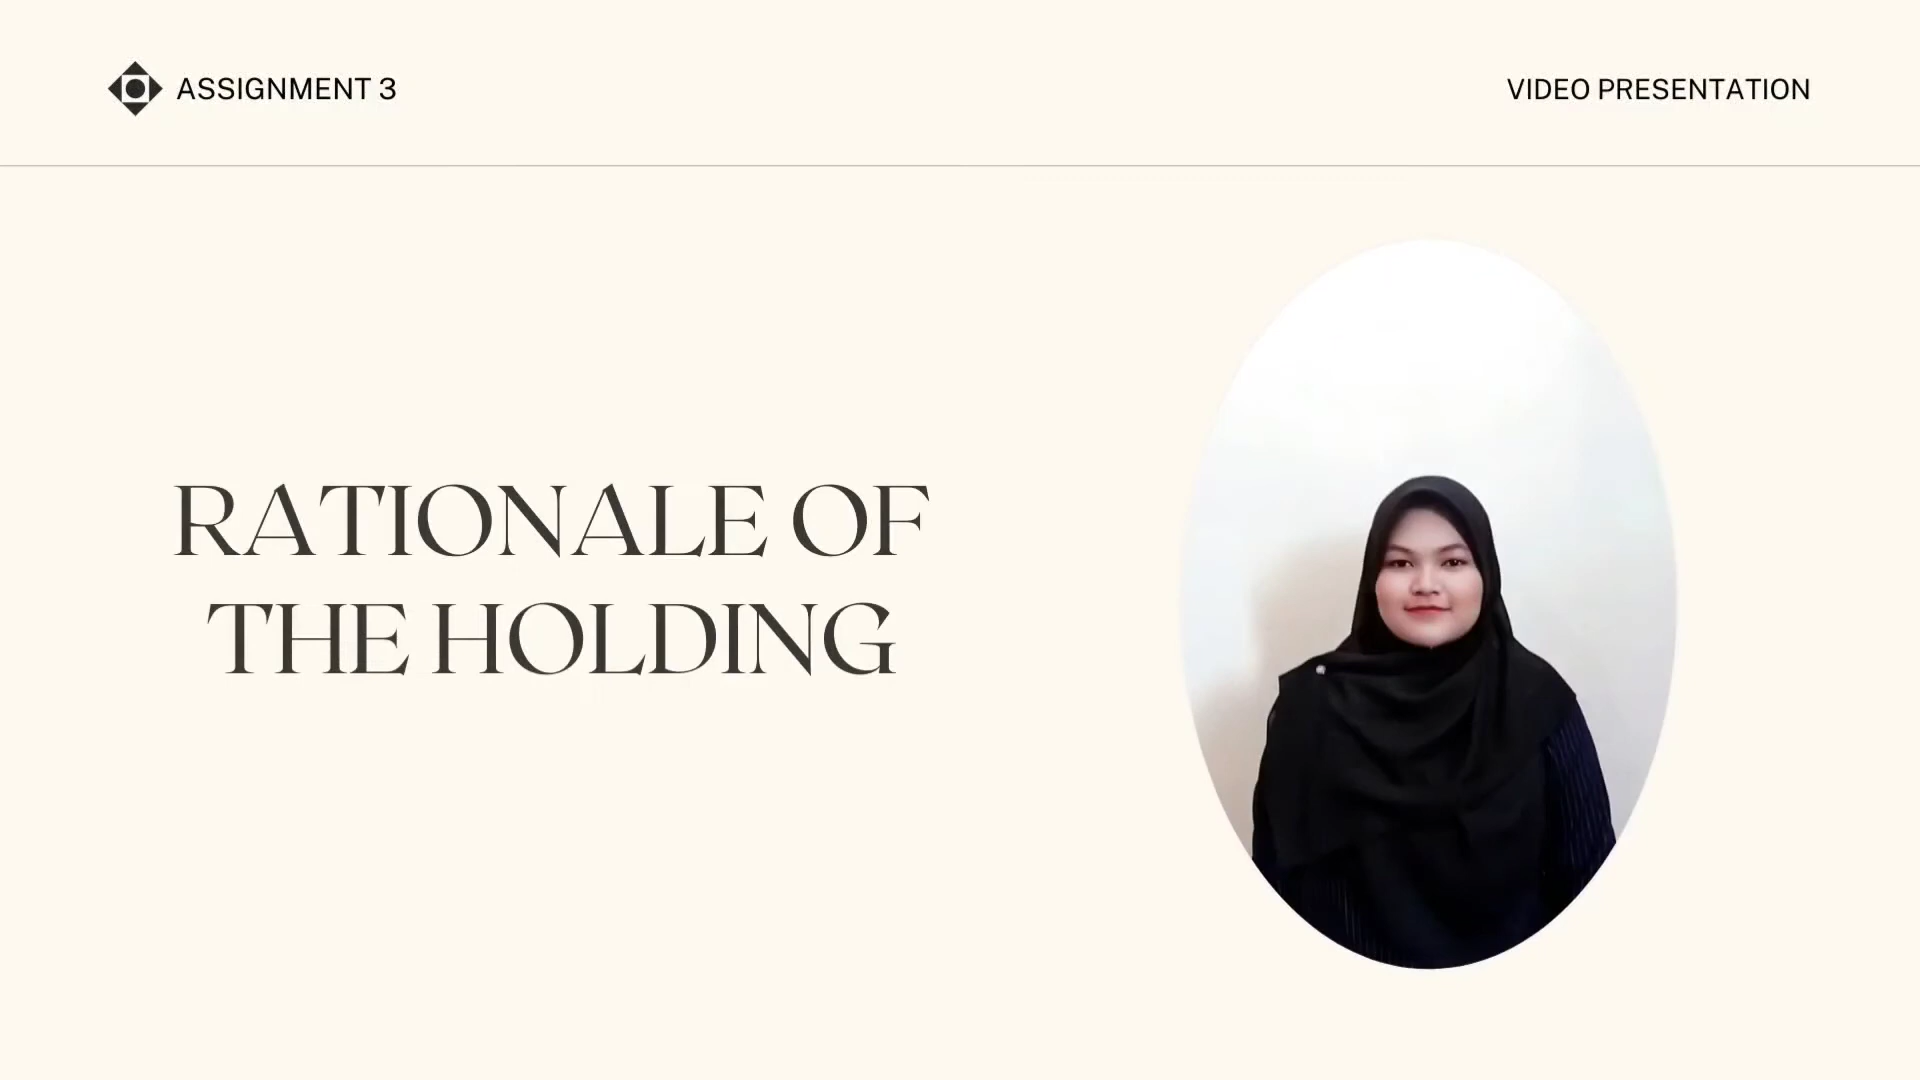 ASSIGNMENT 3
VIDEO PRESENTATION
RATIONALE OF
THE HOLDING